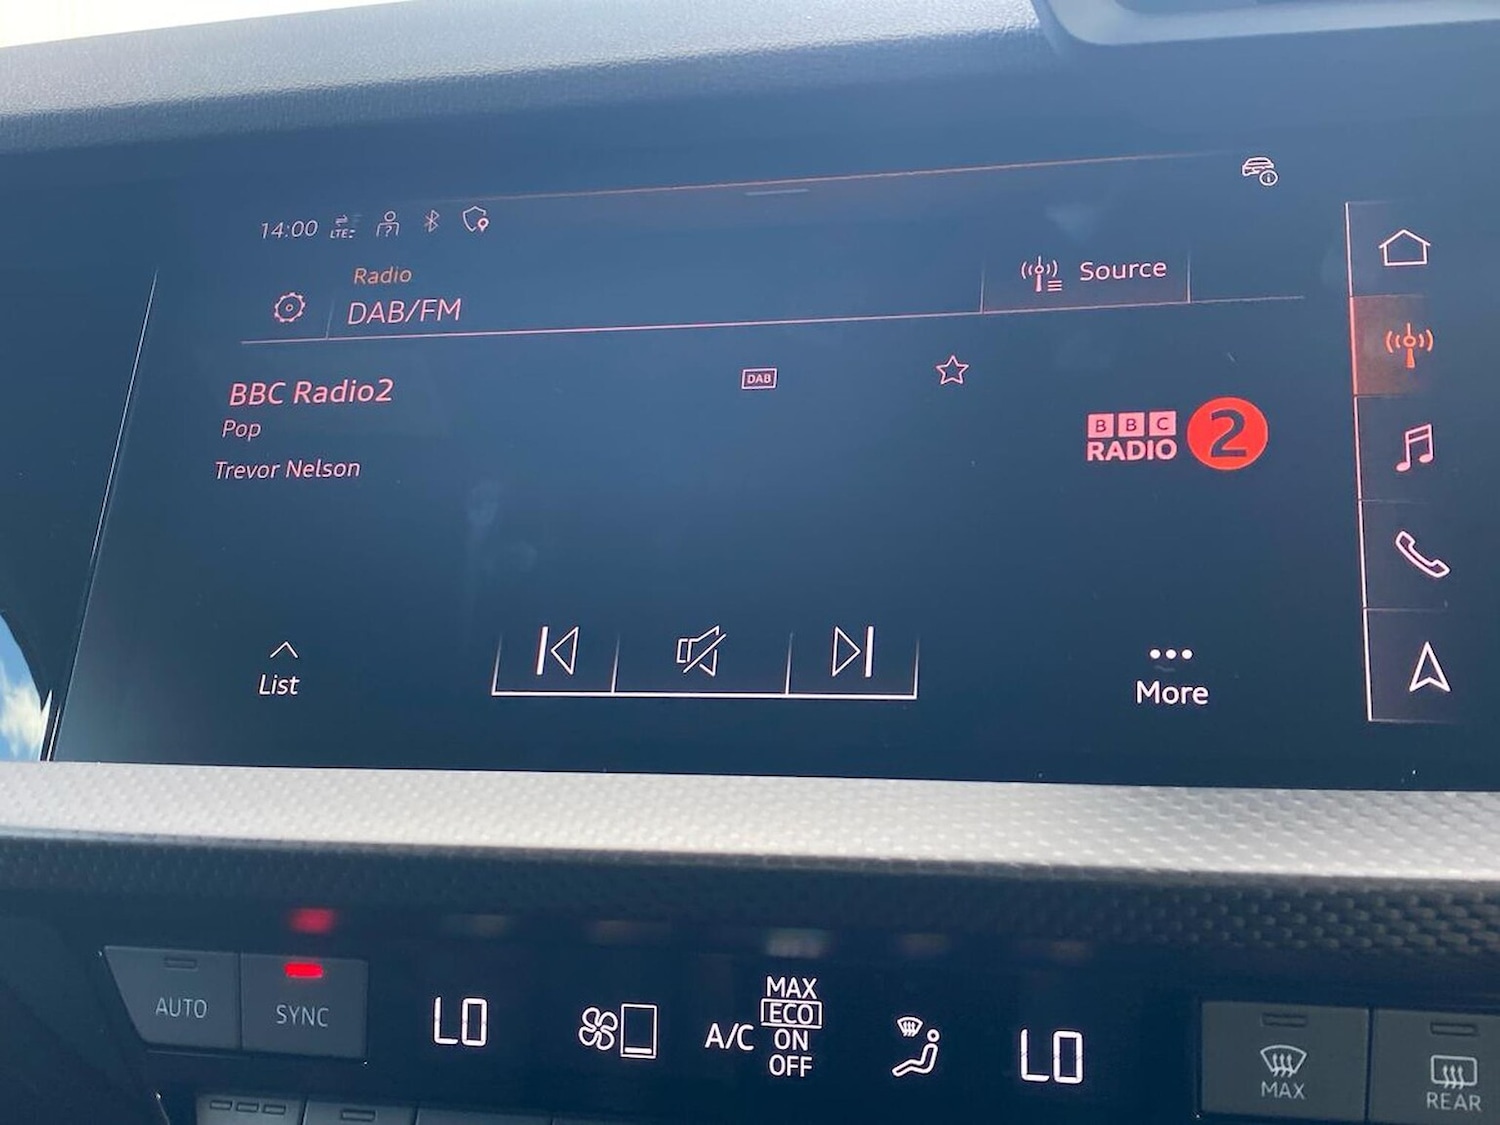 14:00 LTE
Radio
DAB/FM
Source
BBC Radio2
DAB
Pop
Trevor Nelson
BBC
RADIO 2
List
More
AUTO
SYNC
LO
A/C
MAX
ECO
ON
OFF
LO
MAX
REAR